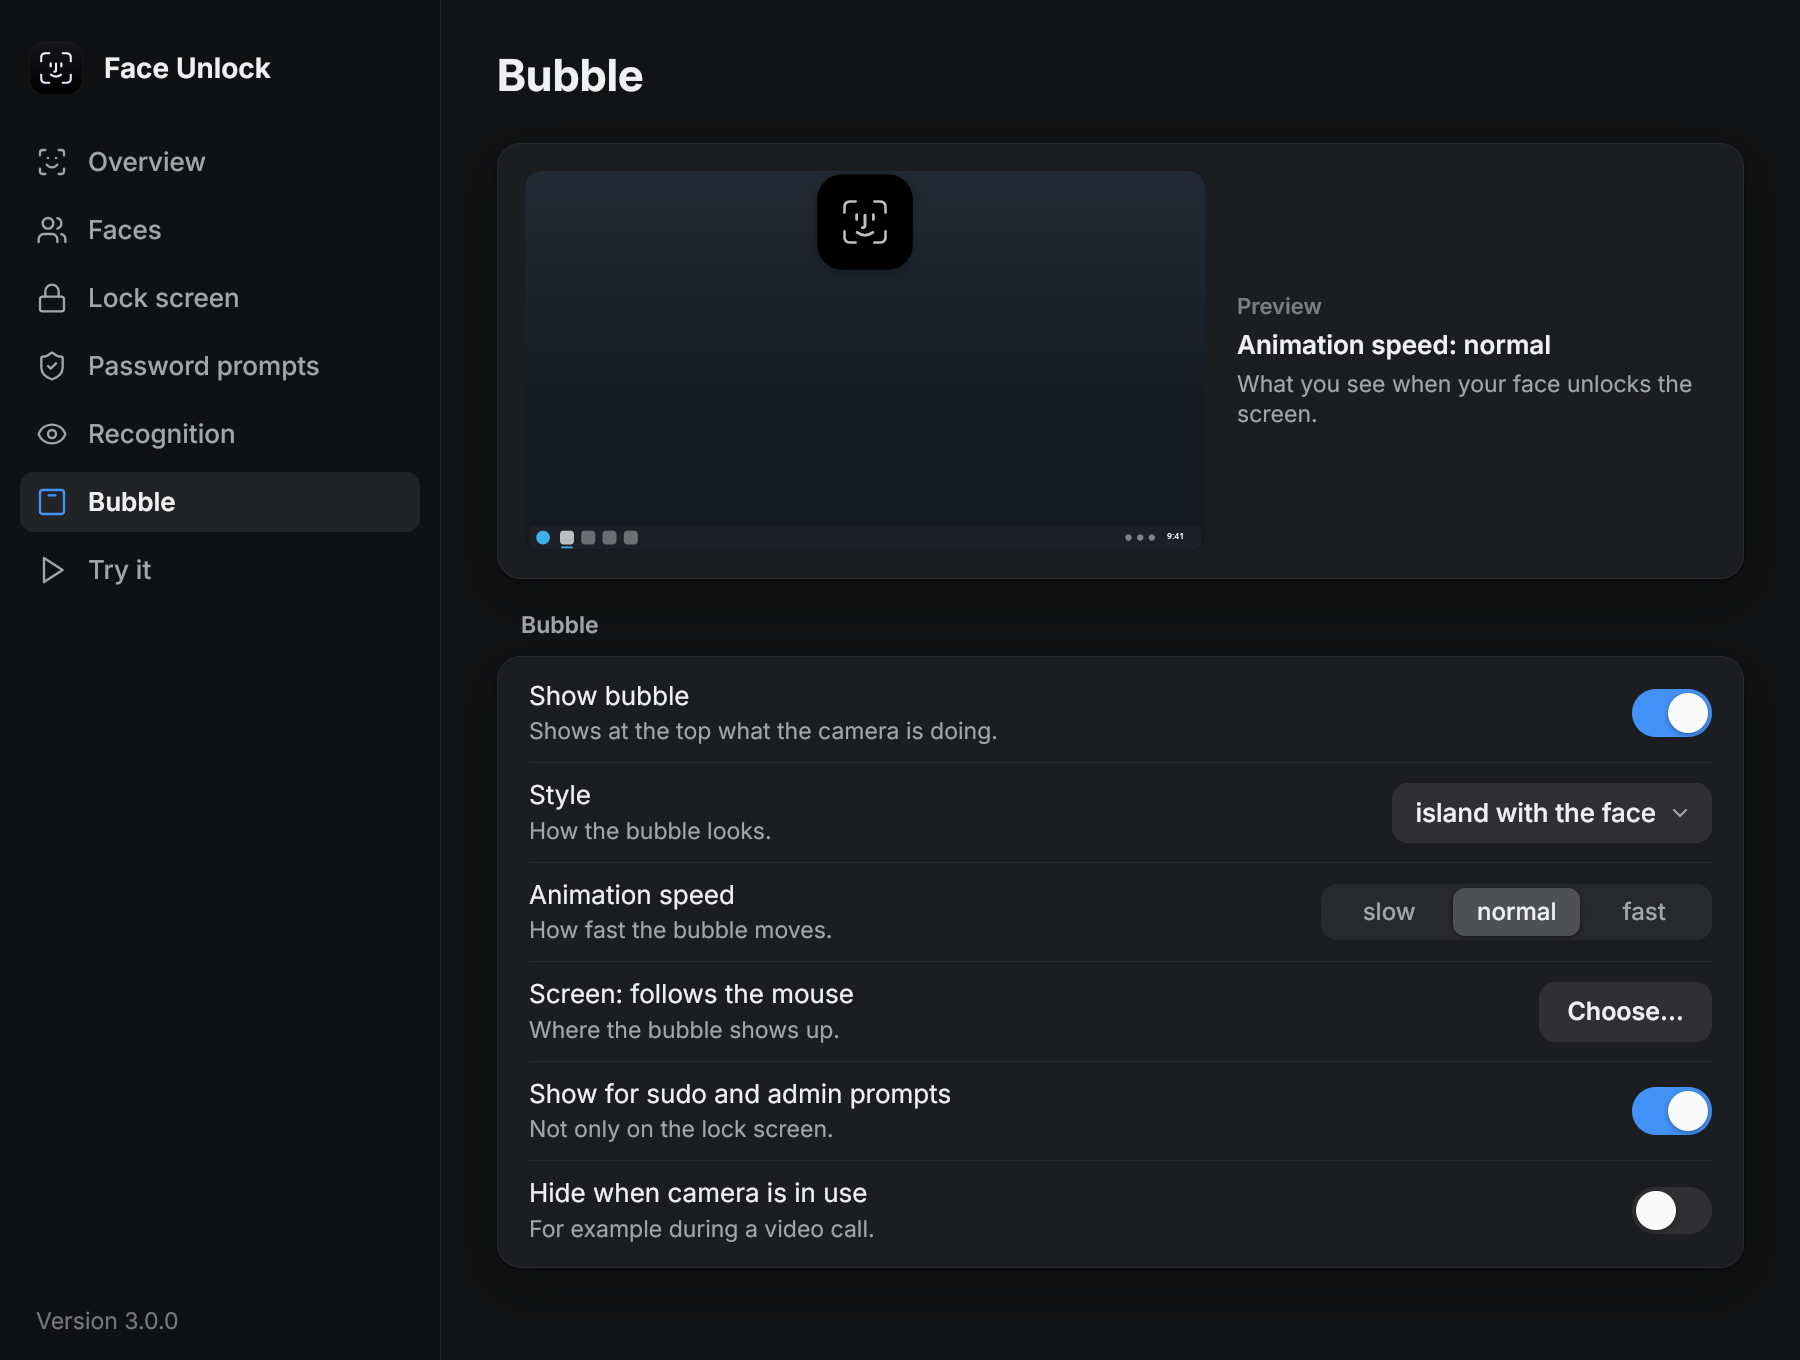 Face Unlock
Overview
Faces
Lock screen
Password prompts
Recognition
Bubble
Try it
Version 3.0.0
Bubble
9:41
Preview
Animation speed: normal
What you see when your face unlocks the
screen.
Bubble
Show bubble
Shows at the top what the camera is doing.
Style
How the bubble looks.
island with the face
Animation speed
How fast the bubble moves.
slow normal fast
Screen: follows the mouse
Where the bubble shows up.
Choose...
Show for sudo and admin prompts
Not only on the lock screen.
Hide when camera is in use
For example during a video call.